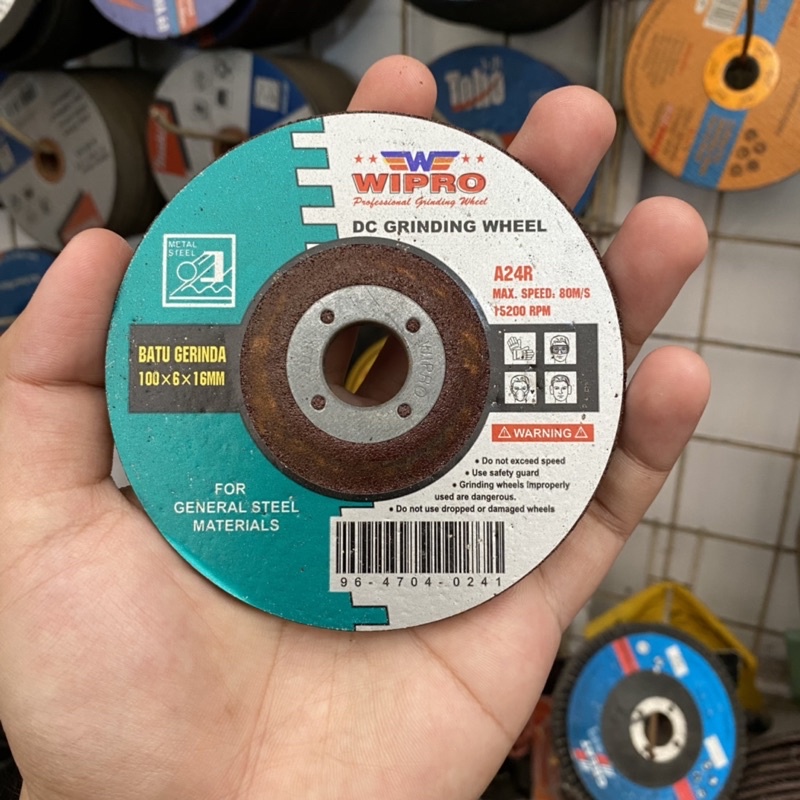 WIPRO
Professional Grinding Wheel
DC GRINDING WHEEL
METAL
STEEL
A24R
MAX. SPEED: 80M/S
15200 RPM
BATU GERINDA
100×6×16MM
WIPRO
WARNING
• Do not exceed speed
• Use safety guard
• Grinding wheels improperly
used are dangerous.
• Do not use dropped or damaged wheels
FOR
GENERAL STEEL
MATERIALS
96-4704-0241